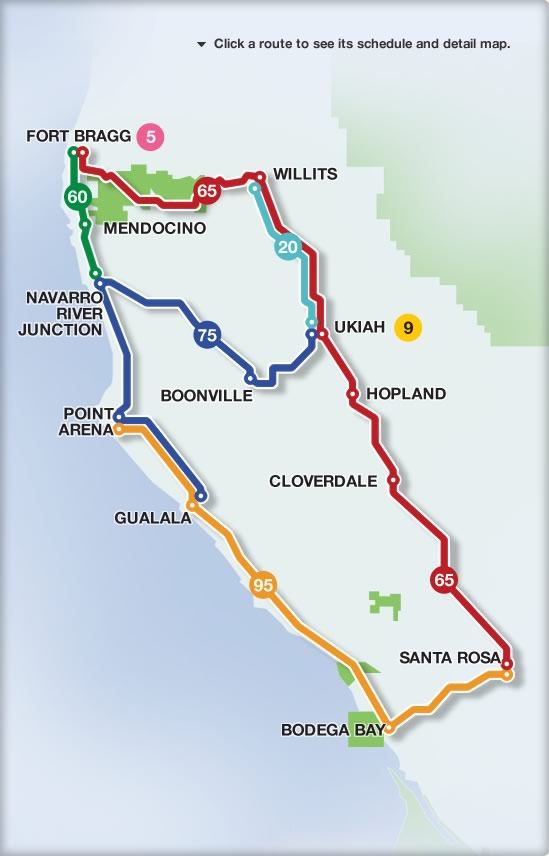 Click a route to see its schedule and detail map.
FORT BRAGG 5
WILLITS
65
60
MENDOCINO
20
NAVARRO
RIVER
JUNCTION
UKIAH 9
75
BOONVILLE
HOPLAND
POINT
ARENA
CLOVERDALE
GUALALA
95
65
SANTA ROSA
BODEGA BAY